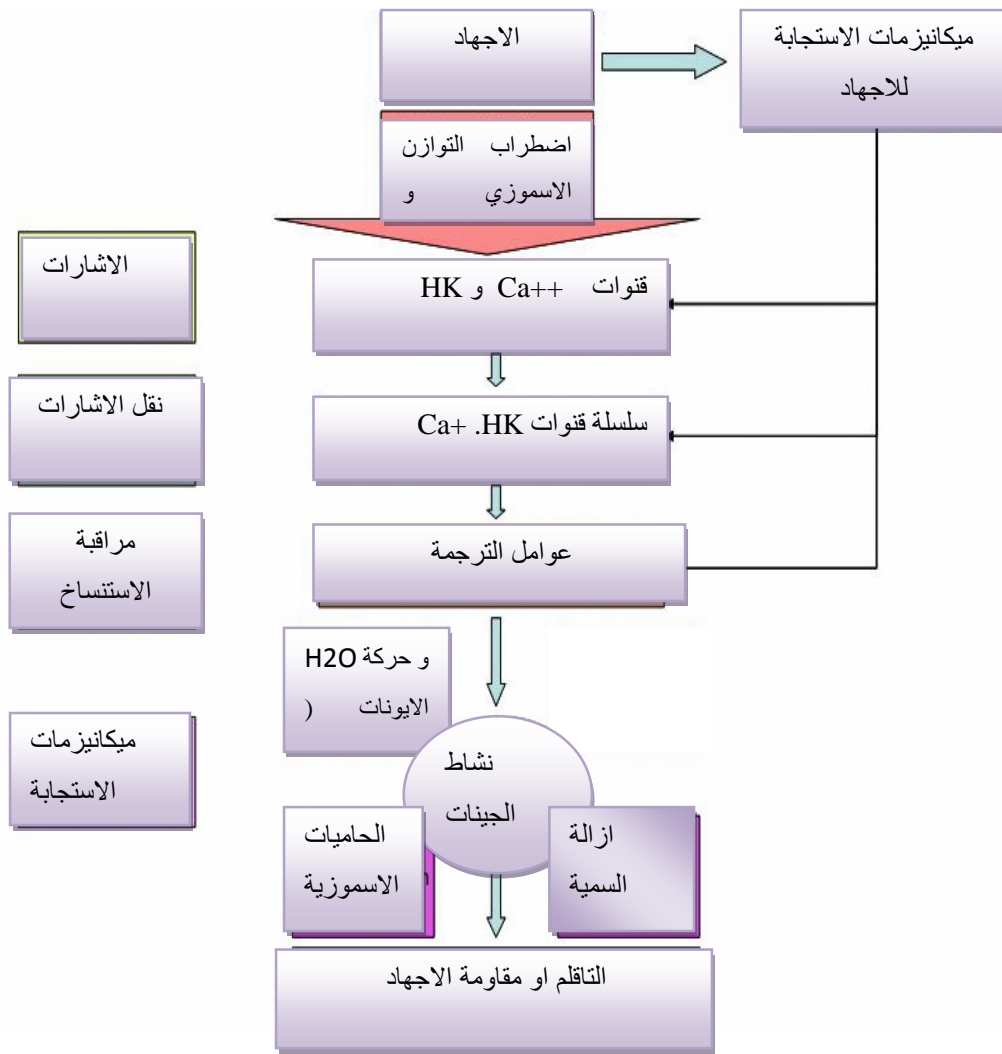 الاجهاد
ميكانيزمات الاستجابة
للاجهاد
اضطراب التوازن
الاسموزي و
الاشارات
قنوات Ca++ و HK
نقل الاشارات
سلسلة قنوات Ca+ .HK
مراقبة
الاستنساخ
عوامل الترجمة
و حركة H2O
الايونات (
ميكانيزمات
الاستجابة
نشاط
الجينات
الحاميات
الاسموزية
ازالة
السمية
التاقلم او مقاومة الاجهاد